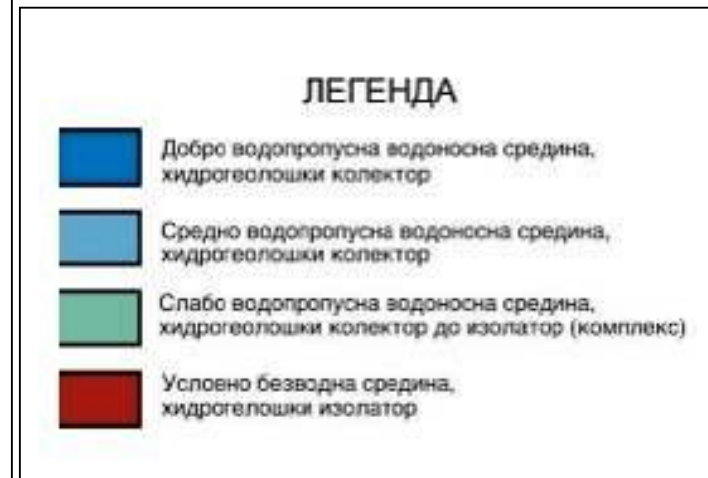 ЛЕГЕНДА
Добро водопропусна водоносна средина,
хидрогеолошки колектор
Средно водопропусна водоносна средина,
хидрогеолошки колектор
Слабо водопропусна водоносна средина,
хидрогеолошки колектор до изолатор (комплекс)
Условно безводна средина,
хидрогелошки изолатор